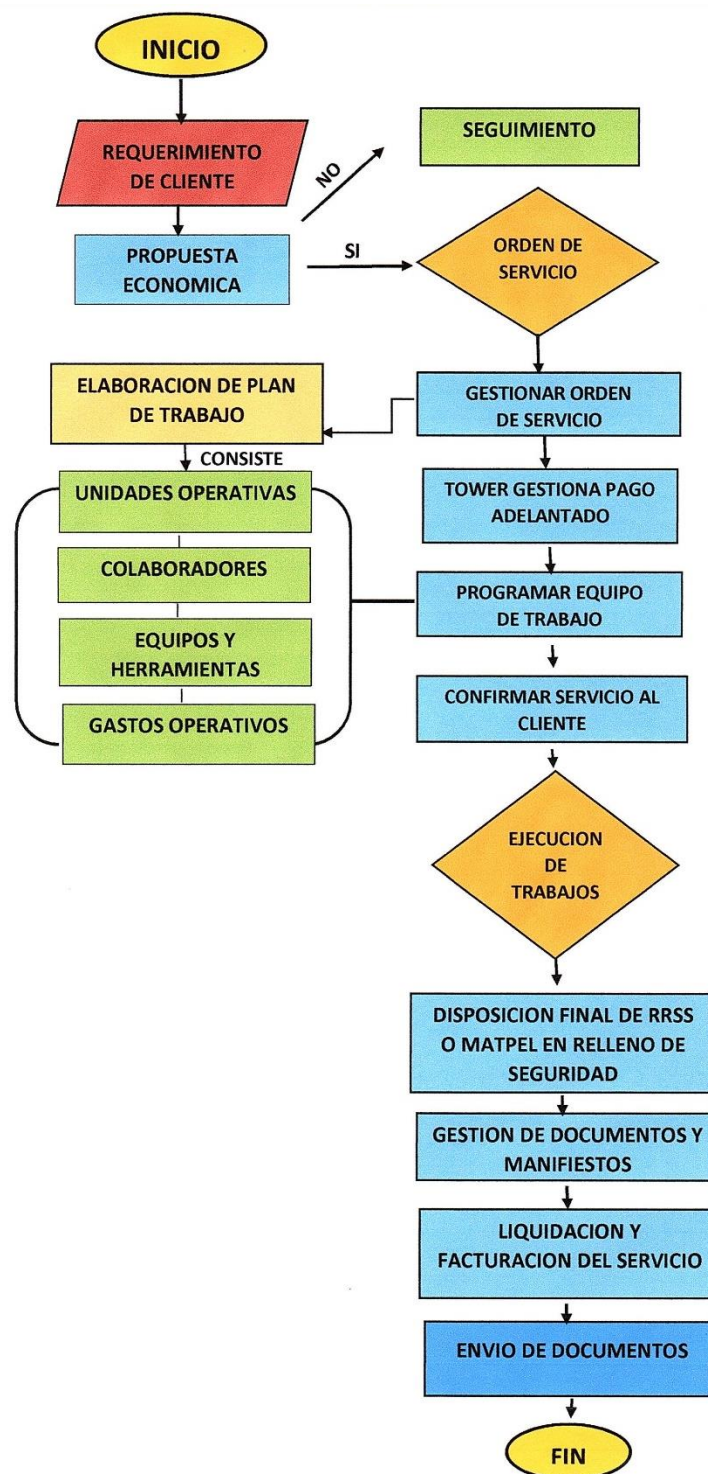 INICIO
REQUERIMIENTO
DE CLIENTE
NO
SEGUIMIENTO
PROPUESTA
ECONOMICA
SI
ORDEN DE
SERVICIO
ELABORACION DE PLAN
DE TRABAJO
GESTIONAR ORDEN
DE SERVICIO
CONSISTE
UNIDADES OPERATIVAS
COLABORADORES
EQUIPOS Y
HERRAMIENTAS
GASTOS OPERATIVOS
TOWER GESTIONA PAGO
ADELANTADO
PROGRAMAR EQUIPO
DE TRABAJO
CONFIRMAR SERVICIO AL
CLIENTE
EJECUCION
DE
TRABAJOS
DISPOSICION FINAL DE RRSS
O MATPEL EN RELLENO DE
SEGURIDAD
GESTION DE DOCUMENTOS Y
MANIFIESTOS
LIQUIDACION Y
FACTURACION DEL SERVICIO
ENVIO DE DOCUMENTOS
FIN